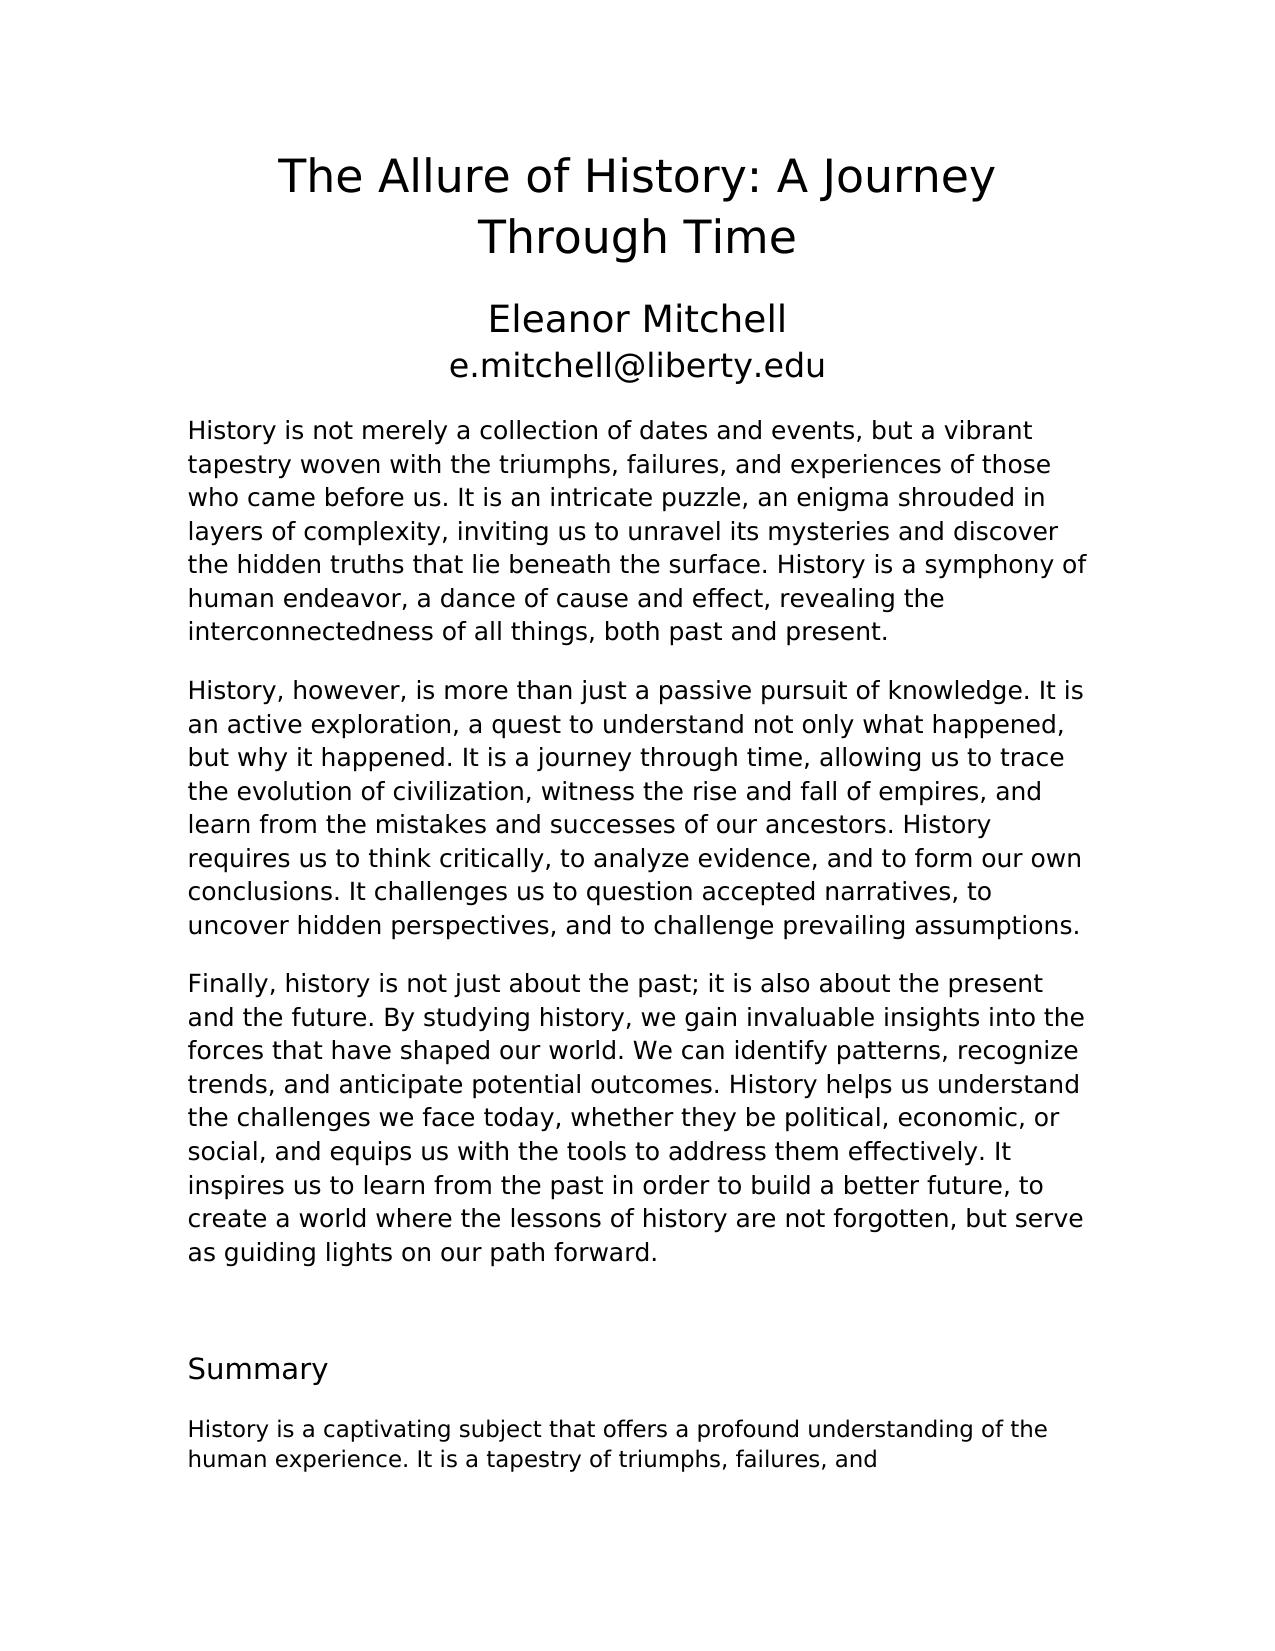 The Allure of History: A Journey
Through Time
Eleanor Mitchell
e.mitchell@liberty.edu
History is not merely a collection of dates and events, but a vibrant
tapestry woven with the triumphs, failures, and experiences of those
who came before us. It is an intricate puzzle, an enigma shrouded in
layers of complexity, inviting us to unravel its mysteries and discover
the hidden truths that lie beneath the surface. History is a symphony of
human endeavor, a dance of cause and effect, revealing the
interconnectedness of all things, both past and present.
History, however, is more than just a passive pursuit of knowledge. It is
an active exploration, a quest to understand not only what happened,
but why it happened. It is a journey through time, allowing us to trace
the evolution of civilization, witness the rise and fall of empires, and
learn from the mistakes and successes of our ancestors. History
requires us to think critically, to analyze evidence, and to form our own
conclusions. It challenges us to question accepted narratives, to
uncover hidden perspectives, and to challenge prevailing assumptions.
Finally, history is not just about the past; it is also about the present
and the future. By studying history, we gain invaluable insights into the
forces that have shaped our world. We can identify patterns, recognize
trends, and anticipate potential outcomes. History helps us understand
the challenges we face today, whether they be political, economic, or
social, and equips us with the tools to address them effectively. It
inspires us to learn from the past in order to build a better future, to
create a world where the lessons of history are not forgotten, but serve
as guiding lights on our path forward.
Summary
History is a captivating subject that offers a profound understanding of the
human experience. It is a tapestry of triumphs, failures, and